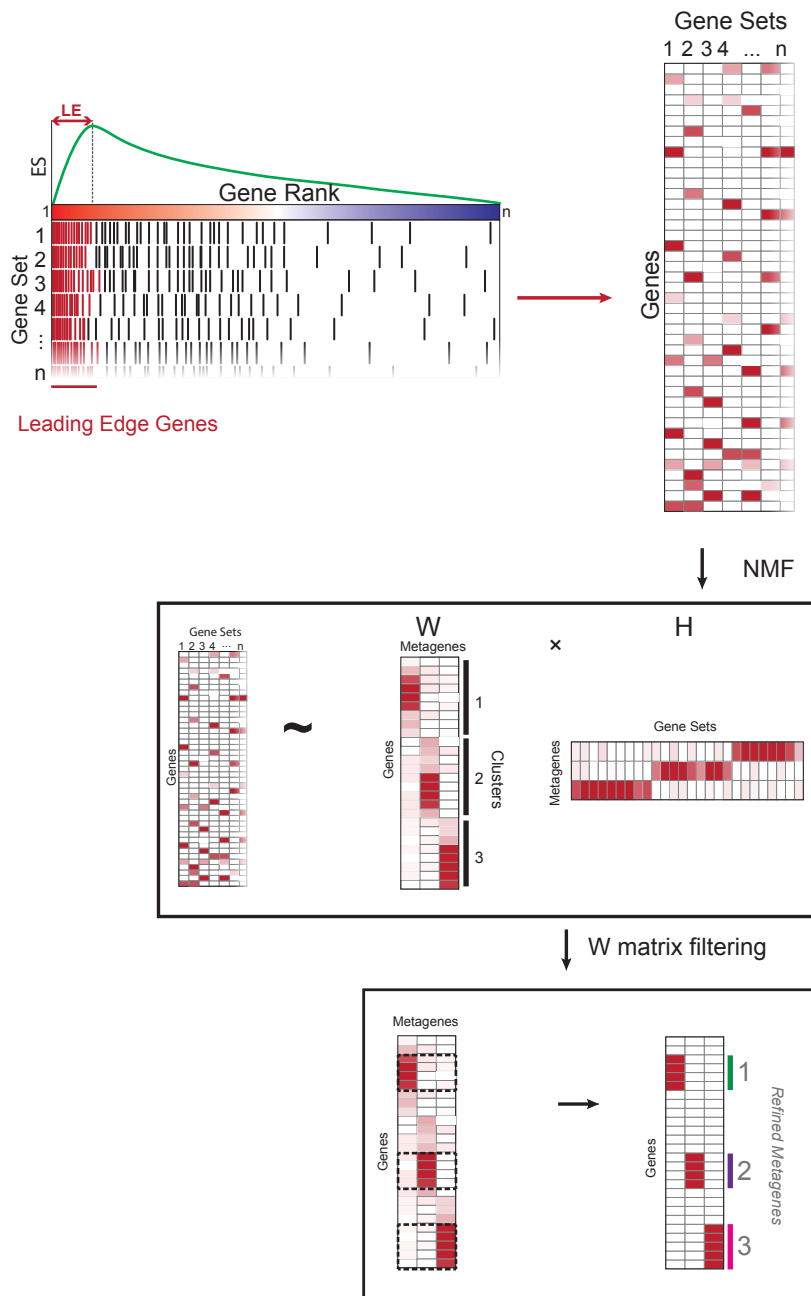 Gene Sets
1 2 3 4 ... n
LE
ES
Gene Rank
1
n
Gene Set
1
2
3
4
...
n
Leading Edge Genes
Genes
NMF
Gene Sets
1 2 3 4 ... n
Genes
~
W
Metagenes
Genes
1
2
3
Clusters
×
H
Gene Sets
Metagenes
W matrix filtering
Metagenes
Genes
Genes
1
2
3
Refined Metagenes